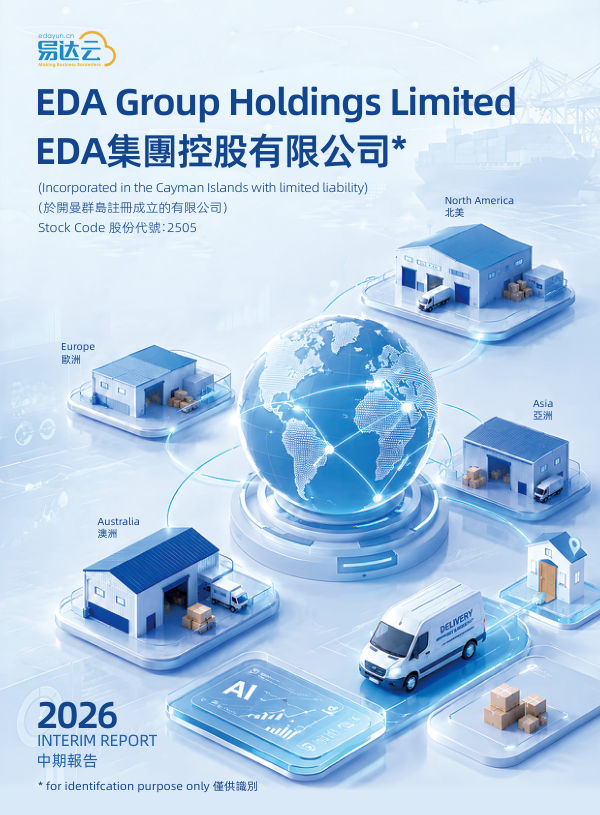 edayun.cn
易达云
Making Business Borderless
EDA Group Holdings Limited
EDA集團控股有限公司*
(Incorporated in the Cayman Islands with limited liability)
(於開曼群島註冊成立的有限公司)
Stock Code 股份代號：2505
North America
北美
Europe
歐洲
Asia
亞洲
Australia
澳洲
DELIVERY
AI
2026
INTERIM REPORT
中期報告
* for identifcation purpose only 僅供識別